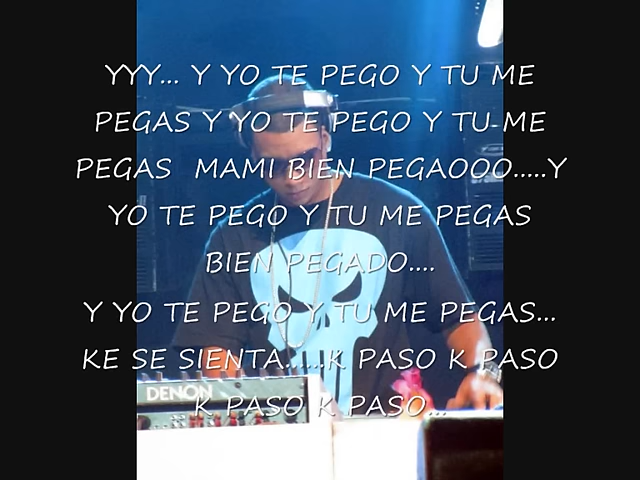 YYY... Y YO TE PEGO Y TU ME
PEGAS Y YO TE PEGO Y TU ME
PEGAS MAMI BIEN PEGAOOO.....Y
YO TE PEGO Y TU ME PEGAS
BIEN PEGADO....
Y YO TE PEGO Y TU ME PEGAS...
KE SE SIENTA......K PASO K PASO
DENON
K PASO K PASO...